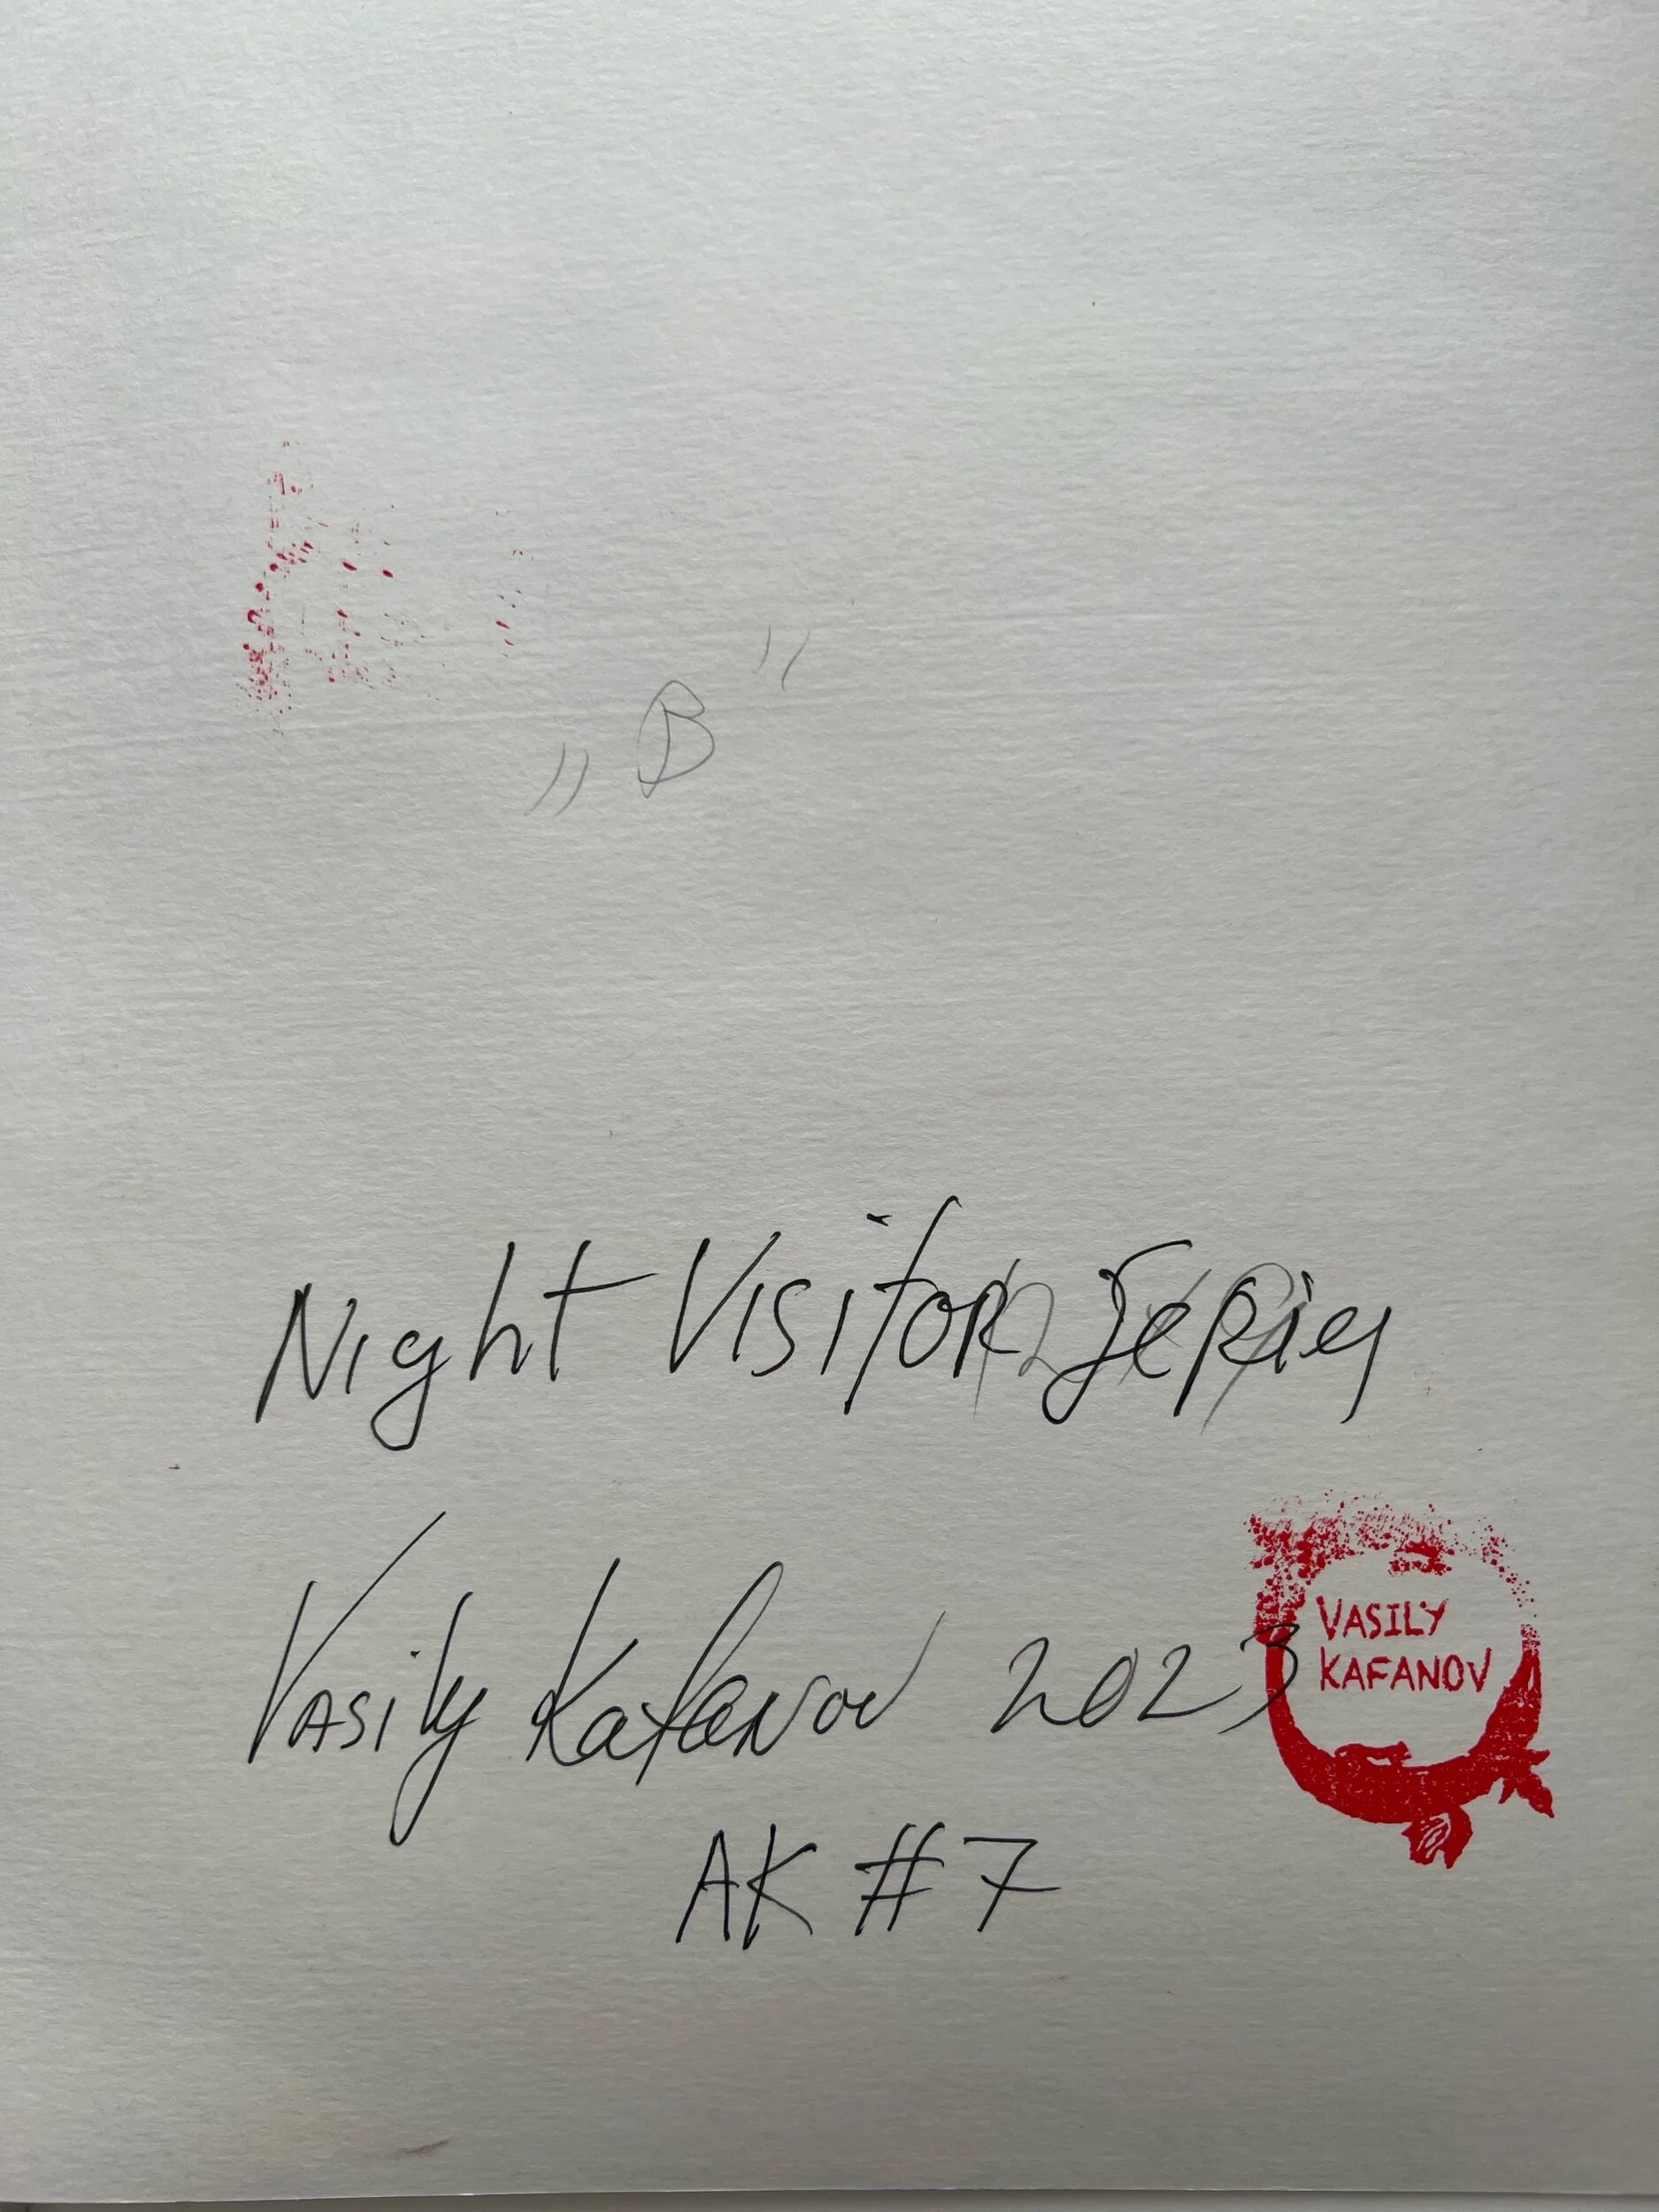 „B"
Night Visitor Series
Vasily Kafanov 2023
VASILY
KAFANOV
AK #7